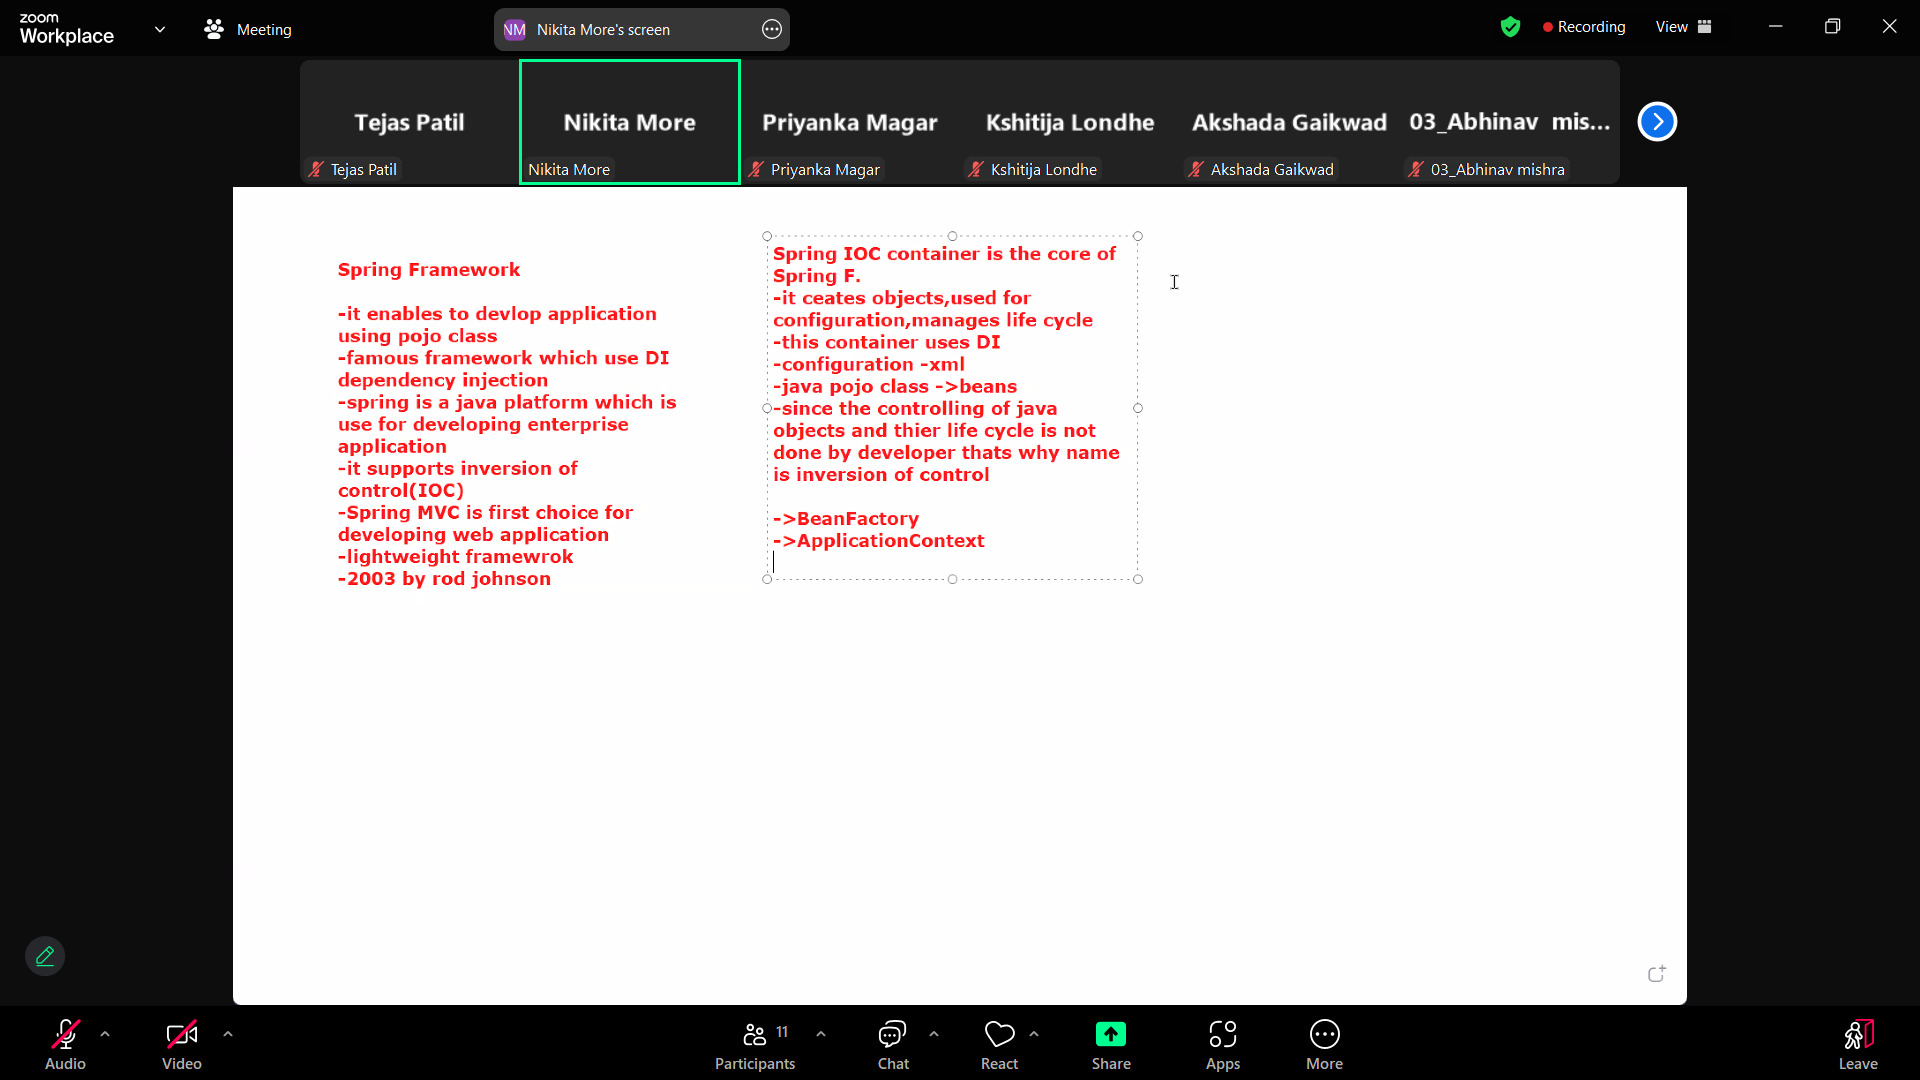 zoom
Workplace
Meeting
NM Nikita More's screen
Recording
View
Tejas Patil
Nikita More
Priyanka Magar
Kshitija Londhe
Akshada Gaikwad
03_Abhinav mis...
Tejas Patil
Nikita More
Priyanka Magar
Kshitija Londhe
Akshada Gaikwad
03_Abhinav mishra
Spring Framework
-it enables to devlop application
using pojo class
-famous framework which use DI
dependency injection
-spring is a java platform which is
use for developing enterprise
application
-it supports inversion of
control(IOC)
-Spring MVC is first choice for
developing web application
-lightweight framewrok
-2003 by rod johnson
Spring IOC container is the core of
Spring F.
-it ceates objects,used for
configuration,manages life cycle
-this container uses DI
-configuration -xml
-java pojo class ->beans
-since the controlling of java
objects and thier life cycle is not
done by developer thats why name
is inversion of control
->BeanFactory
->ApplicationContext
Audio
Video
Participants 11
Chat
React
Share
Apps
More
Leave